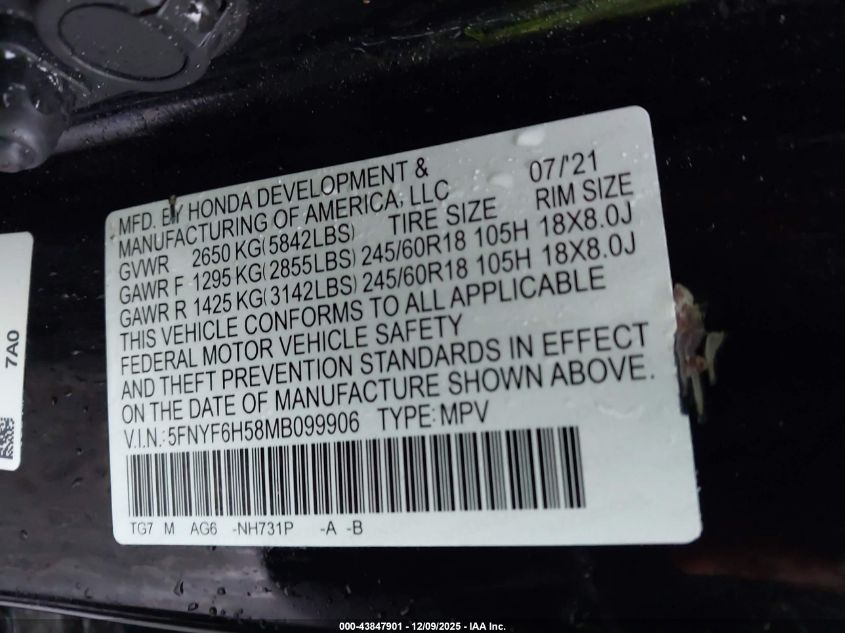 MFD. BY HONDA DEVELOPMENT & 07/'21
MANUFACTURING OF AMERICA, LLC
GVWR 2650 KG(5842LBS) TIRE SIZE RIM SIZE
GAWR F 1295 KG(2855LBS) 245/60R18 105H 18X8.0J
GAWR R 1425 KG(3142LBS) 245/60R18 105H 18X8.0J
THIS VEHICLE CONFORMS TO ALL APPLICABLE
FEDERAL MOTOR VEHICLE SAFETY
AND THEFT PREVENTION STANDARDS IN EFFECT
ON THE DATE OF MANUFACTURE SHOWN ABOVE.
V.I.N.:5FNYF6H58MB099906 TYPE:MPV
TG7 M AG6 -NH731P -A -B
7A0
000-43847901 - 12/09/2025 - IAA Inc.